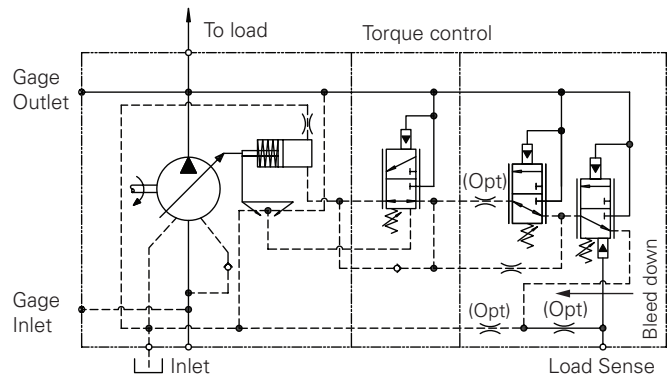 To load
Torque control
Gage
Outlet
(Opt)
Gage
Inlet
(Opt)
(Opt)
Bleed down
Inlet
Load Sense